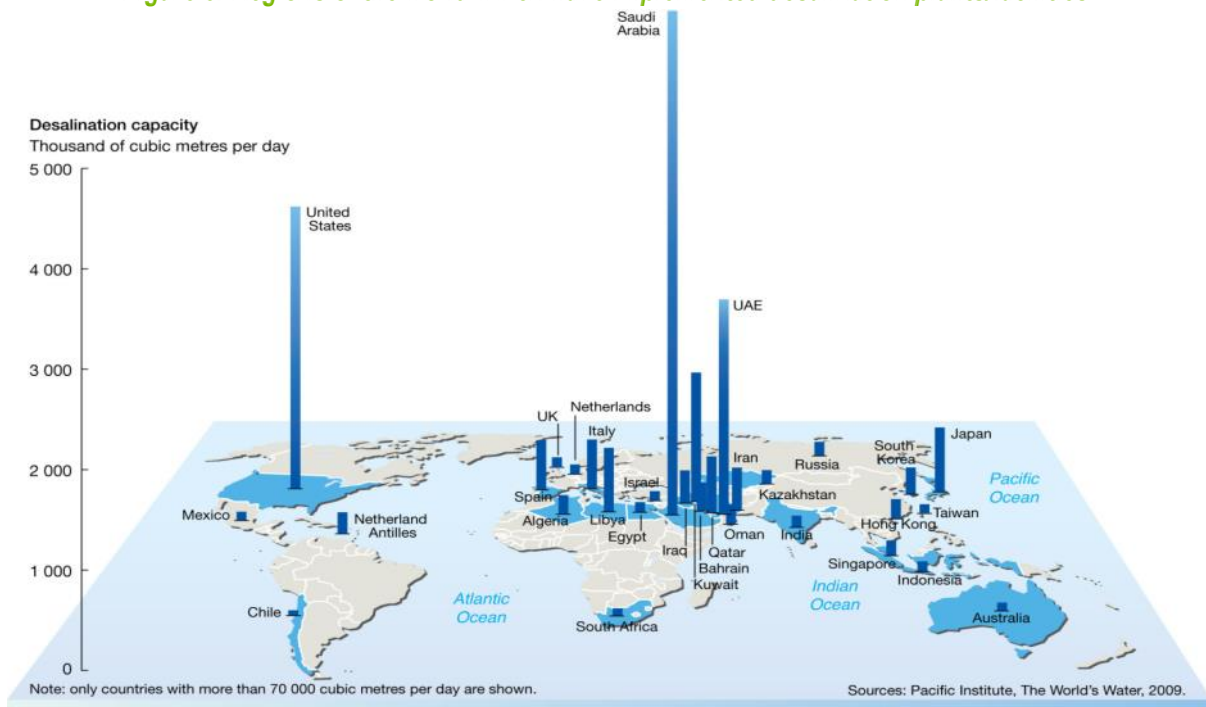 Saudi
Arabia
Desalination capacity
Thousand of cubic metres per day
5 000
4 000
3 000
2 000
1 000
0
United
States
UAE
UK
Netherlands
Italy
Spain
Israel
Iran
Russia
South
Korea
Japan
Pacific
Ocean
Kazakhstan
Mexico
Netherland
Antilles
Algeria
Libya
Egypt
Iraq
Qatar
Bahrain
Kuwait
Oman
India
Hong Kong
Taiwan
Singapore
Indonesia
Chile
Atlantic
Ocean
Indian
Ocean
South Africa
Australia
Note: only countries with more than 70 000 cubic metres per day are shown.
Sources: Pacific Institute, The World's Water, 2009.